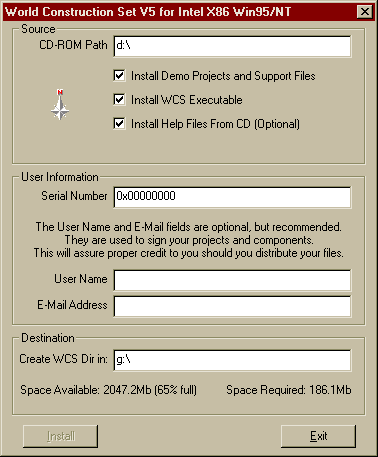 World Construction Set V5 for Intel X86 Win95/NT
Source
CD-ROM Path d:\
Install Demo Projects and Support Files
N
Install WCS Executable
Install Help Files From CD (Optional)
User Information
Serial Number 0x00000000
The User Name and E-Mail fields are optional, but recommended.
They are used to sign your projects and components.
This will assure proper credit to you should you distribute your files.
User Name
E-Mail Address
Destination
Create WCS Dir in: g:\
Space Available: 2047.2Mb (65% full) Space Required: 186.1Mb
Install Exit